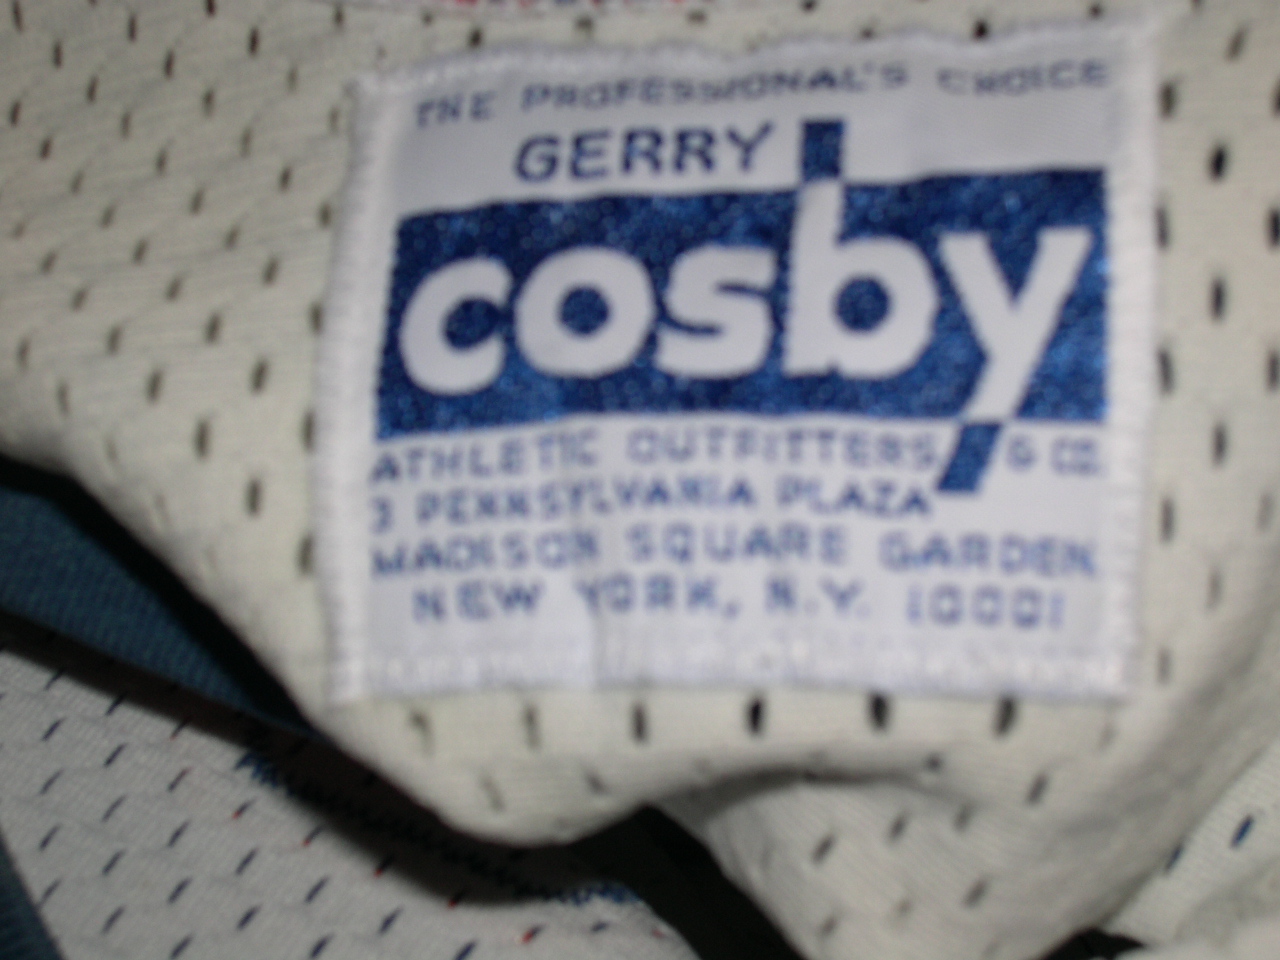 THE PROFESSIONAL'S CHOICE
GERRY
cosby
ATHLETIC OUTFITTERS & CO.
3 PENNSYLVANIA PLAZA
MADISON SQUARE GARDEN
NEW YORK, N.Y. 10001